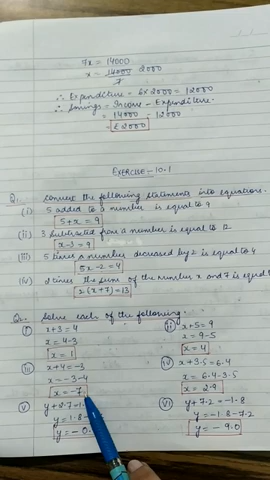 7x = 14000
x = 14000 2000
7
∴ Expenditure = 6×2000 = 12000
∴ Savings = Income - Expenditure.
= 14000 - 12000
= ₹ 2000
EXERCISE - 10.1
Q1. Convert the following statements into equations.
(i) 5 added to a number is equal to 9
5 + x = 9
(ii) 3 subtracted from a number is equal to 12
x - 3 = 9
(iii) 5 times a number decreased by 2 is equal to 4
5x - 2 = 4
(iv) 2 times the sum of the number x and 7 is equal
2(x+7) = 13
Q2. Solve each of the following.
(i) x + 3 = 4
x = 4 - 3
x = 1
(ii) x + 5 = 9
x = 9 - 5
x = 4
(iii) x + 4 = -3
x = -3 - 4
x = -7
(iv) x + 3.5 = 6.4
x = 6.4 - 3.5
x = 2.9
(v) y + 8.7 = 1.
y = 1.8 -
y = -0.
(vi) y + 7.2 = -1.8
y = -1.8 - 7.2
y = -9.0